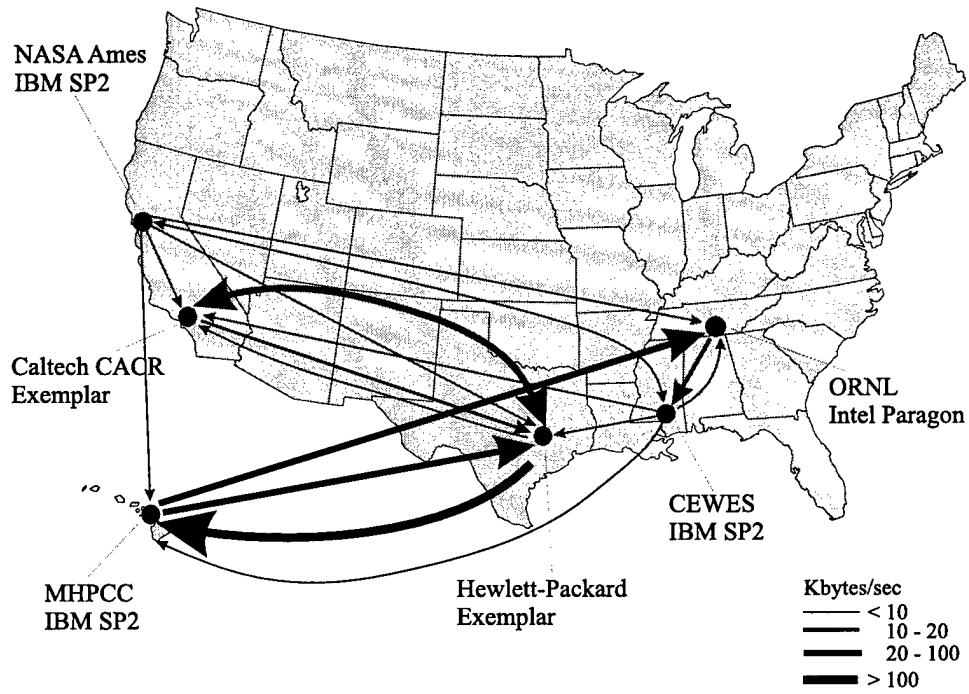 NASA Ames
IBM SP2
Caltech CACR
Exemplar
ORNL
Intel Paragon
CEWES
IBM SP2
MHPCC
IBM SP2
Hewlett-Packard
Exemplar
Kbytes/sec
< 10
10 - 20
20 - 100
> 100